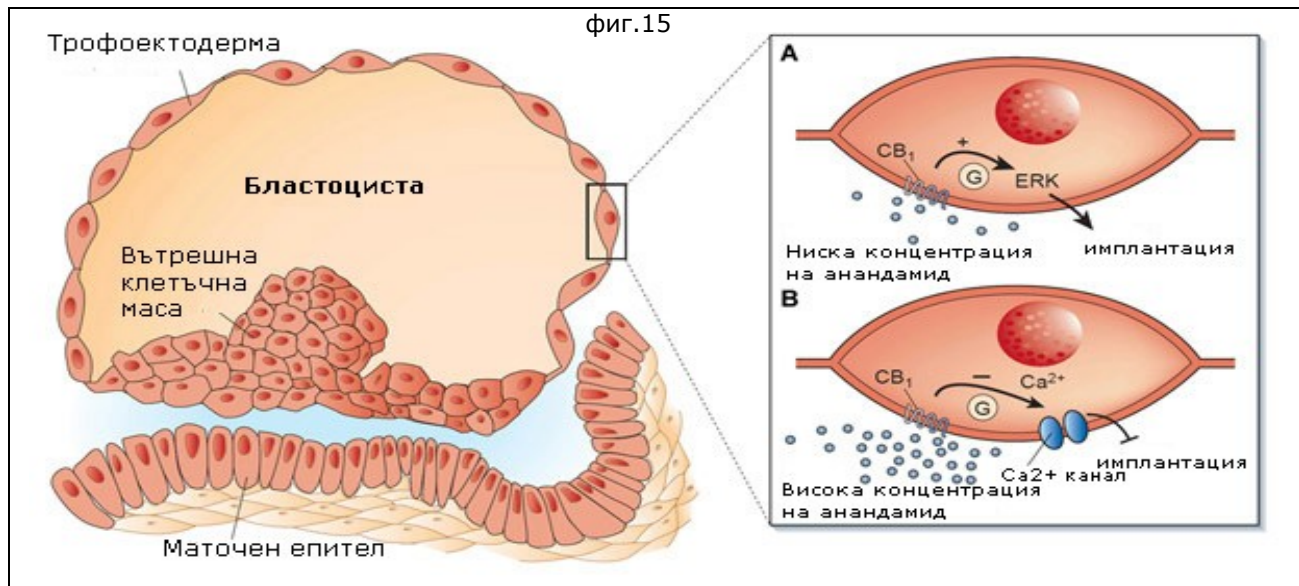 фиг.15
Трофоектодерма
Бластоциста
Вътрешна
клетъчна
маса
Маточен епител
A
CB1
+
G
ERK
Ниска концентрация
на анандамид
имплантация
B
CB1
–
Ca2+
G
имплантация
Ca2+ канал
Висока концентрация
на анандамид